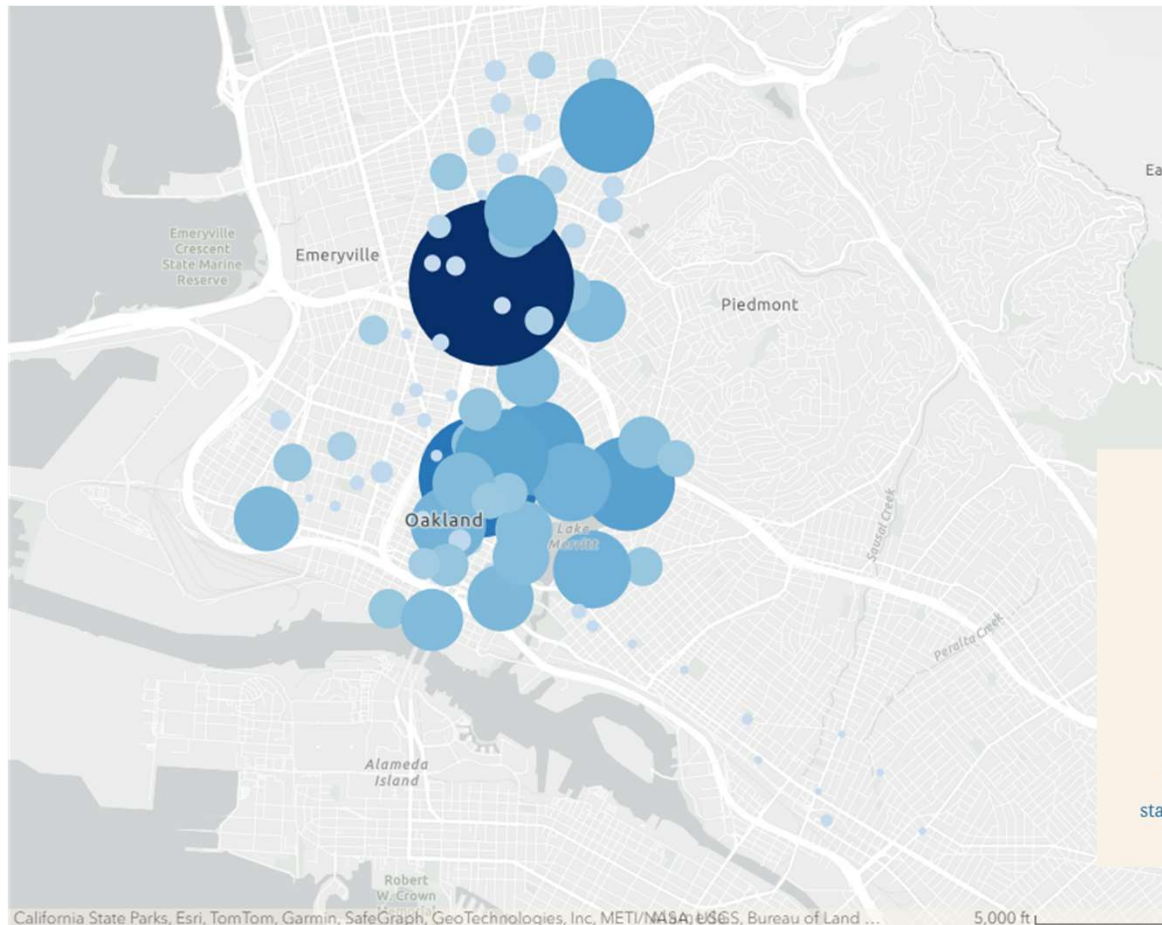 Ea
Emeryville
Crescent
State Marine
Reserve
Emeryville
Piedmont
Oakland
Lake
Merritt
Sausal Creek
Peralta Creek
Alameda
Island
sta
Robert
W. Crown
Memorial
California State Parks, Esri, TomTom, Garmin, SafeGraph, GeoTechnologies, Inc, METI/NASA, USGS, Bureau of Land ...
5,000 ft